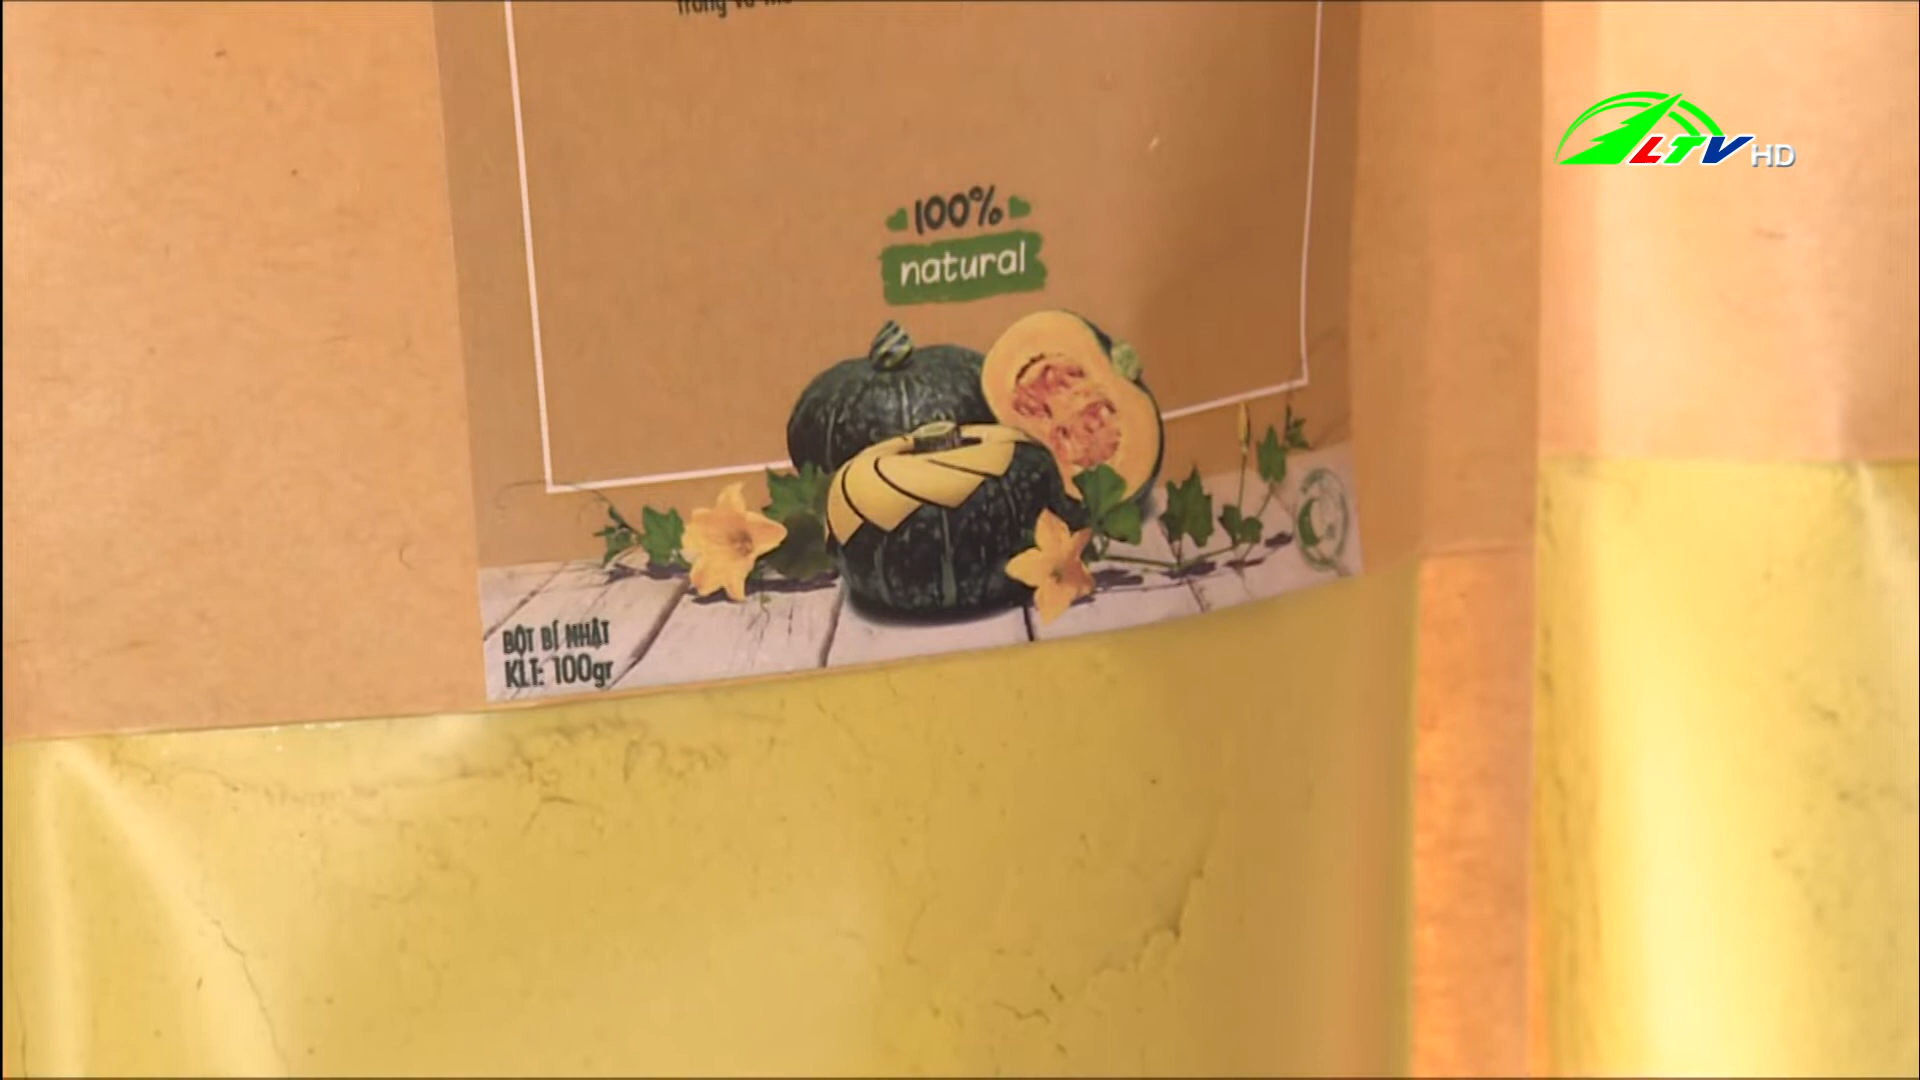 LTV HD
100%
natural
BỘT BÍ NHẬT
KLT: 100gr